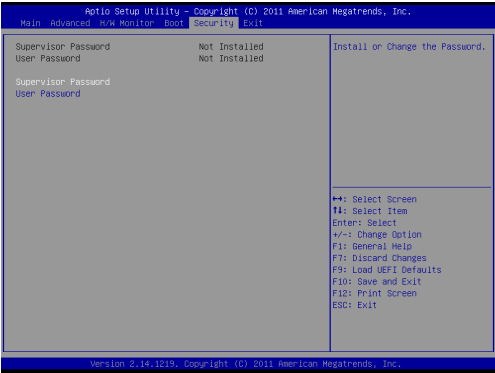 Aptio Setup Utility – Copyright (C) 2011 American Megatrends, Inc.
Main Advanced H/W Monitor Boot Security Exit
Supervisor Password Not Installed
User Password Not Installed
Supervisor Password
User Password
Install or Change the Password.
↔: Select Screen
↑↓: Select Item
Enter: Select
+/-: Change Option
F1: General Help
F7: Discard Changes
F9: Load UEFI Defaults
F10: Save and Exit
F12: Print Screen
ESC: Exit
Version 2.14.1219. Copyright (C) 2011 American Megatrends, Inc.